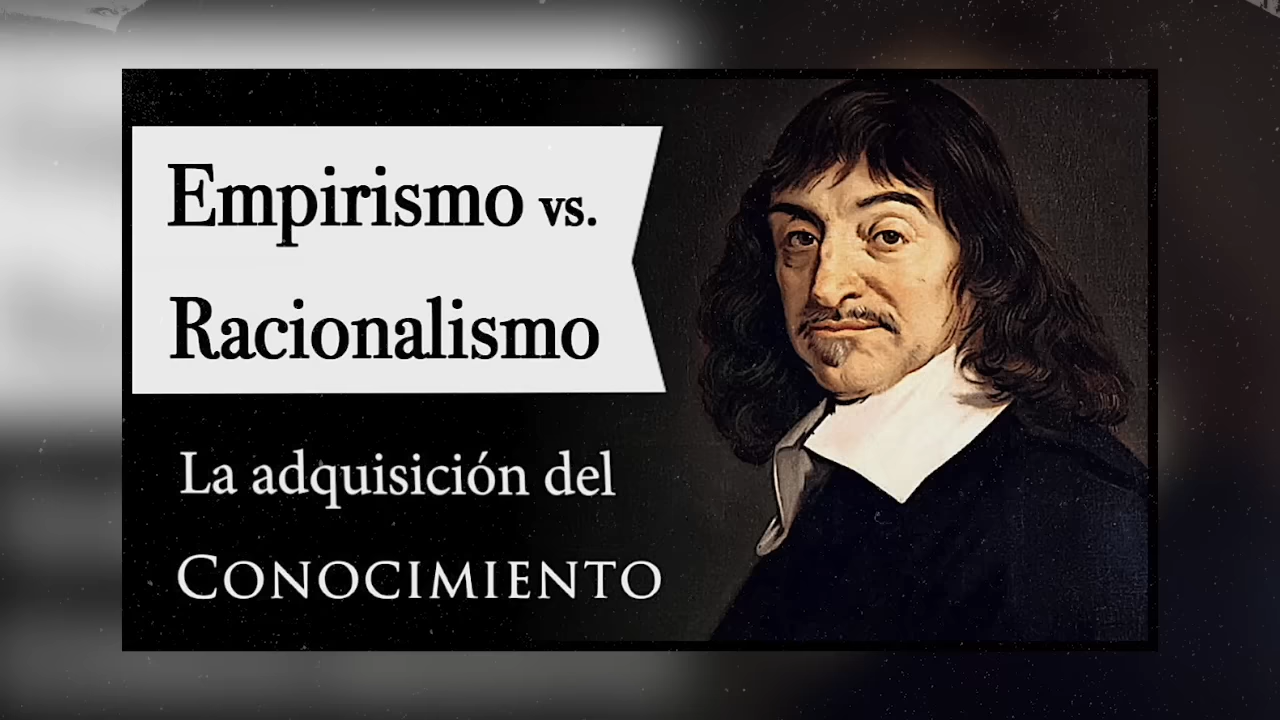 Empirismo vs.
Racionalismo
La adquisición del
CONOCIMIENTO